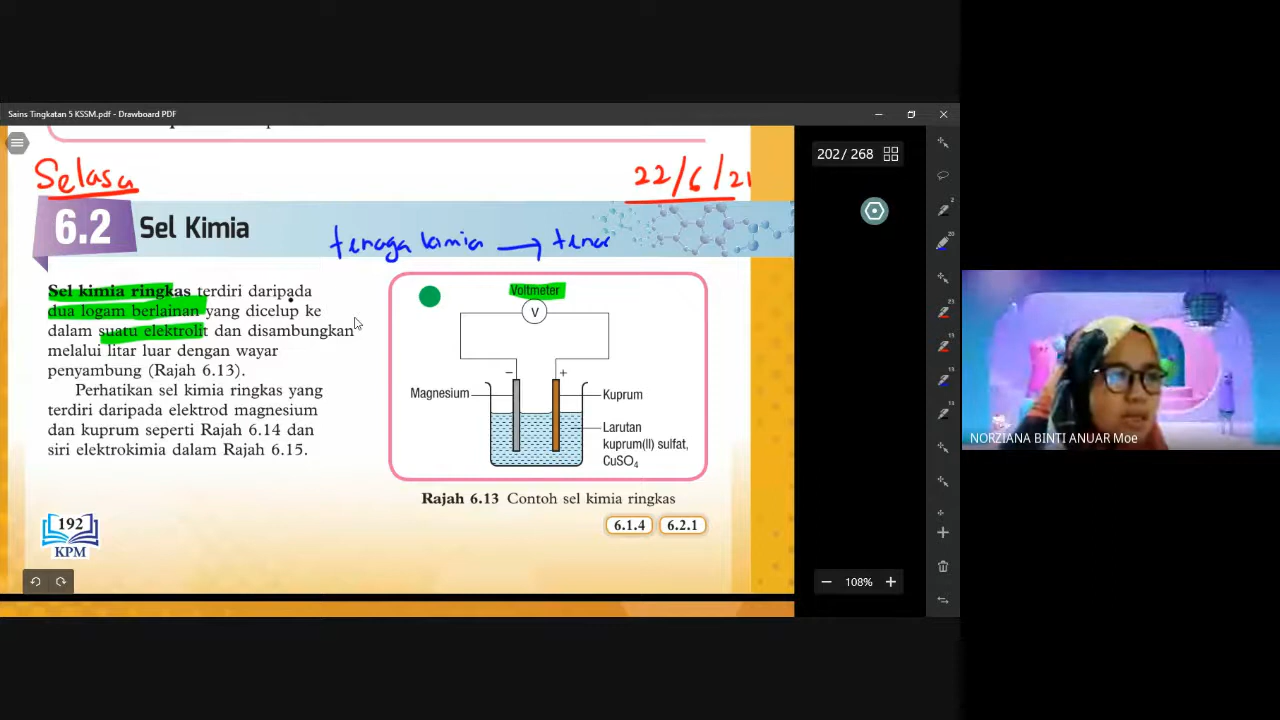 Sains Tingkatan 5 KSSM.pdf - Drawboard PDF
202/ 268
Selasa
22/6/21
6.2 Sel Kimia
tenaga kimia → tena
Sel kimia ringkas terdiri daripada
dua logam berlainan yang dicelup ke
dalam suatu elektrolit dan disambungkan
melalui litar luar dengan wayar
penyambung (Rajah 6.13).
Perhatikan sel kimia ringkas yang
terdiri daripada elektrod magnesium
dan kuprum seperti Rajah 6.14 dan
siri elektrokimia dalam Rajah 6.15.
Voltmeter
V
− +
Magnesium
Kuprum
Larutan
kuprum(II) sulfat,
CuSO₄
Rajah 6.13 Contoh sel kimia ringkas
6.1.4 6.2.1
192
KPM
108%
NORZIANA BINTI ANUAR Moe